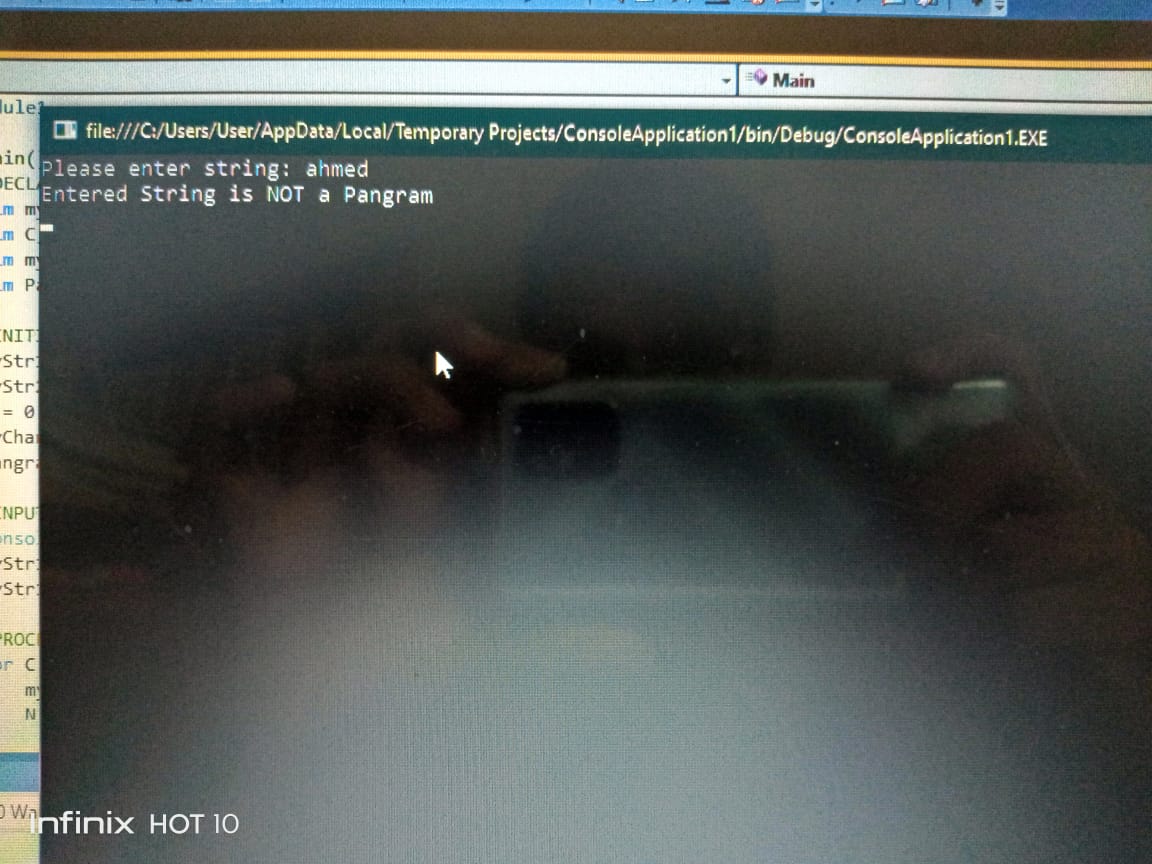 Main
file:///C:/Users/User/AppData/Local/Temporary Projects/ConsoleApplication1/bin/Debug/ConsoleApplication1.EXE
Please enter string: ahmed
Entered String is NOT a Pangram
= 0
Infinix HOT 10